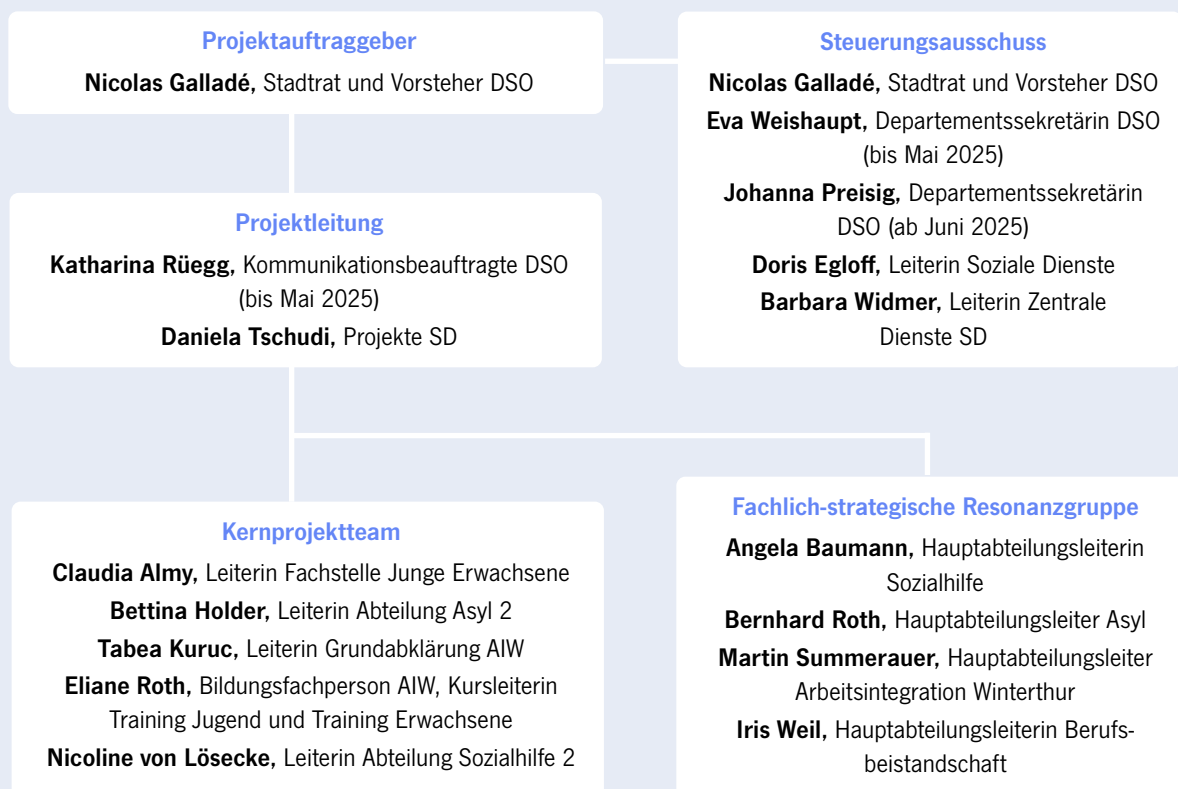 Projektauftraggeber
Nicolas Galladé, Stadtrat und Vorsteher DSO
Steuerungsausschuss
Nicolas Galladé, Stadtrat und Vorsteher DSO
Eva Weishaupt, Departementssekretärin DSO
(bis Mai 2025)
Johanna Preisig, Departementssekretärin
DSO (ab Juni 2025)
Doris Egloff, Leiterin Soziale Dienste
Barbara Widmer, Leiterin Zentrale
Dienste SD
Projektleitung
Katharina Rüegg, Kommunikationsbeauftragte DSO
(bis Mai 2025)
Daniela Tschudi, Projekte SD
Kernprojektteam
Claudia Almy, Leiterin Fachstelle Junge Erwachsene
Bettina Holder, Leiterin Abteilung Asyl 2
Tabea Kuruc, Leiterin Grundabklärung AIW
Eliane Roth, Bildungsfachperson AIW, Kursleiterin
Training Jugend und Training Erwachsene
Nicoline von Lösecke, Leiterin Abteilung Sozialhilfe 2
Fachlich-strategische Resonanzgruppe
Angela Baumann, Hauptabteilungsleiterin
Sozialhilfe
Bernhard Roth, Hauptabteilungsleiter Asyl
Martin Summerauer, Hauptabteilungsleiter
Arbeitsintegration Winterthur
Iris Weil, Hauptabteilungsleiterin Berufs-
beistandschaft